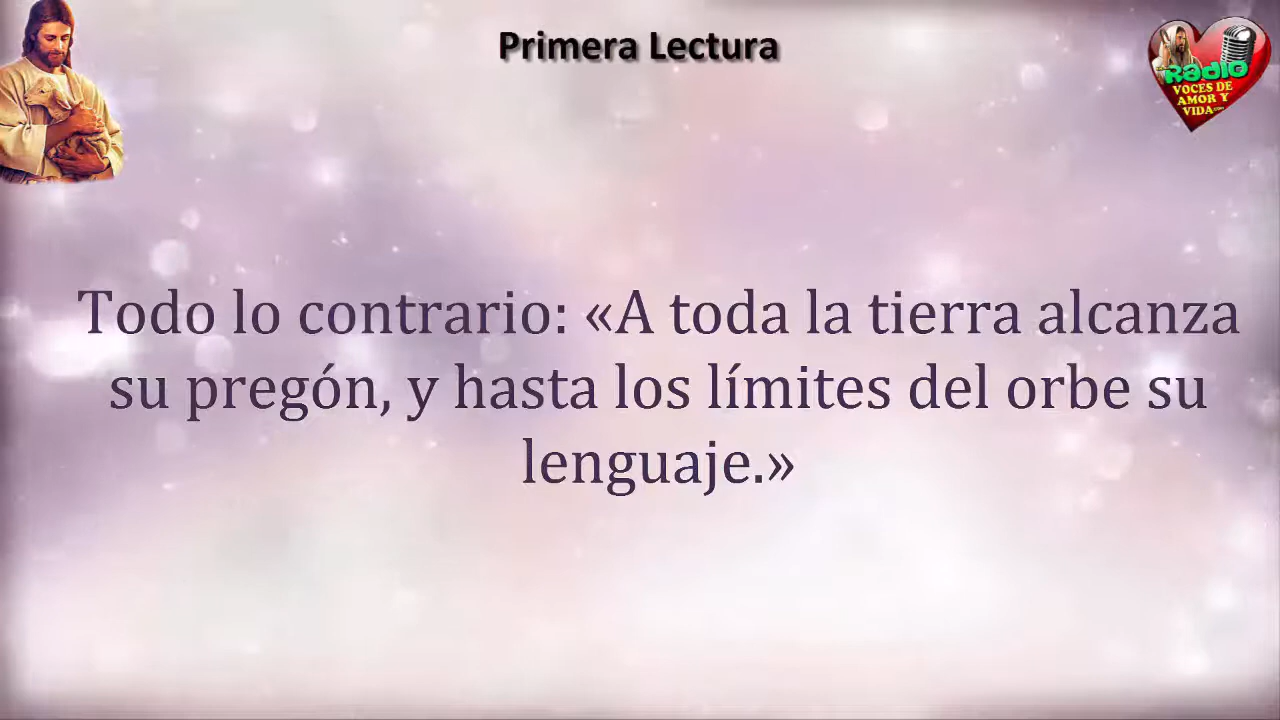 Primera Lectura
Radio
VOCES DE
AMOR Y
VIDA
Todo lo contrario: «A toda la tierra alcanza
su pregón, y hasta los límites del orbe su
lenguaje.»